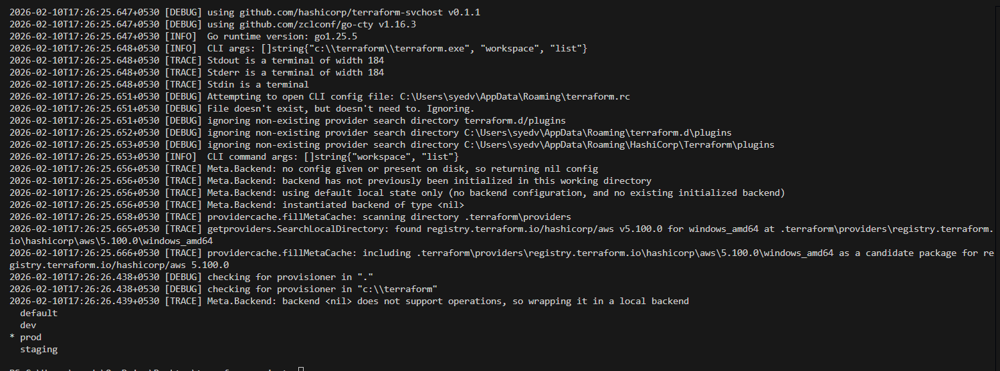 2026-02-10T17:26:25.647+0530 [DEBUG] using github.com/hashicorp/terraform-svchost v0.1.1
2026-02-10T17:26:25.647+0530 [DEBUG] using github.com/zclconf/go-cty v1.16.3
2026-02-10T17:26:25.647+0530 [INFO]  Go runtime version: go1.25.5
2026-02-10T17:26:25.648+0530 [INFO]  CLI args: []string{"c:\\terraform\\terraform.exe", "workspace", "list"}
2026-02-10T17:26:25.648+0530 [TRACE] Stdout is a terminal of width 184
2026-02-10T17:26:25.648+0530 [TRACE] Stderr is a terminal of width 184
2026-02-10T17:26:25.648+0530 [TRACE] Stdin is a terminal
2026-02-10T17:26:25.651+0530 [DEBUG] Attempting to open CLI config file: C:\Users\syedv\AppData\Roaming\terraform.rc
2026-02-10T17:26:25.651+0530 [DEBUG] File doesn't exist, but doesn't need to. Ignoring.
2026-02-10T17:26:25.651+0530 [DEBUG] ignoring non-existing provider search directory terraform.d/plugins
2026-02-10T17:26:25.652+0530 [DEBUG] ignoring non-existing provider search directory C:\Users\syedv\AppData\Roaming\terraform.d\plugins
2026-02-10T17:26:25.653+0530 [DEBUG] ignoring non-existing provider search directory C:\Users\syedv\AppData\Roaming\HashiCorp\Terraform\plugins
2026-02-10T17:26:25.653+0530 [INFO]  CLI command args: []string{"workspace", "list"}
2026-02-10T17:26:25.656+0530 [TRACE] Meta.Backend: no config given or present on disk, so returning nil config
2026-02-10T17:26:25.656+0530 [TRACE] Meta.Backend: backend has not previously been initialized in this working directory
2026-02-10T17:26:25.656+0530 [TRACE] Meta.Backend: using default local state only (no backend configuration, and no existing initialized backend)
2026-02-10T17:26:25.656+0530 [TRACE] Meta.Backend: instantiated backend of type <nil>
2026-02-10T17:26:25.658+0530 [TRACE] providercache.fillMetaCache: scanning directory .terraform\providers
2026-02-10T17:26:25.665+0530 [TRACE] getproviders.SearchLocalDirectory: found registry.terraform.io/hashicorp/aws v5.100.0 for windows_amd64 at .terraform\providers\registry.terraform.
io\hashicorp\aws\5.100.0\windows_amd64
2026-02-10T17:26:25.666+0530 [TRACE] providercache.fillMetaCache: including .terraform\providers\registry.terraform.io\hashicorp\aws\5.100.0\windows_amd64 as a candidate package for re
gistry.terraform.io/hashicorp/aws 5.100.0
2026-02-10T17:26:26.438+0530 [DEBUG] checking for provisioner in "."
2026-02-10T17:26:26.438+0530 [DEBUG] checking for provisioner in "c:\\terraform"
2026-02-10T17:26:26.439+0530 [TRACE] Meta.Backend: backend <nil> does not support operations, so wrapping it in a local backend
  default
  dev
* prod
  staging